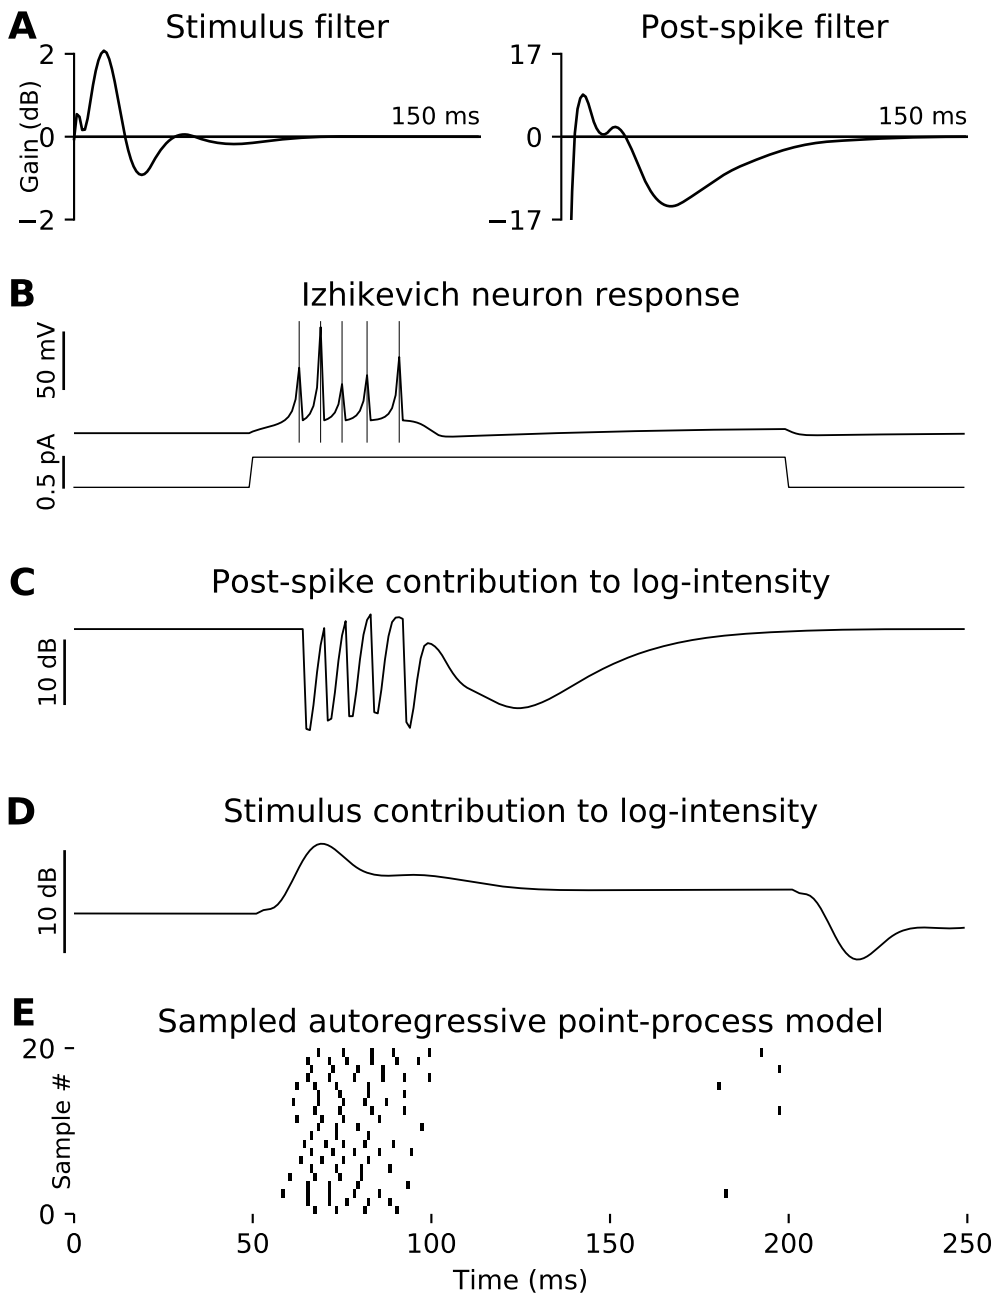 A
Stimulus filter
Post-spike filter
2
0
−2
Gain (dB)
150 ms
17
0
−17
150 ms
B
Izhikevich neuron response
50 mV
0.5 pA
C
Post-spike contribution to log-intensity
10 dB
D
Stimulus contribution to log-intensity
10 dB
E
Sampled autoregressive point-process model
20
0
Sample #
0 50 100 150 200 250
Time (ms)